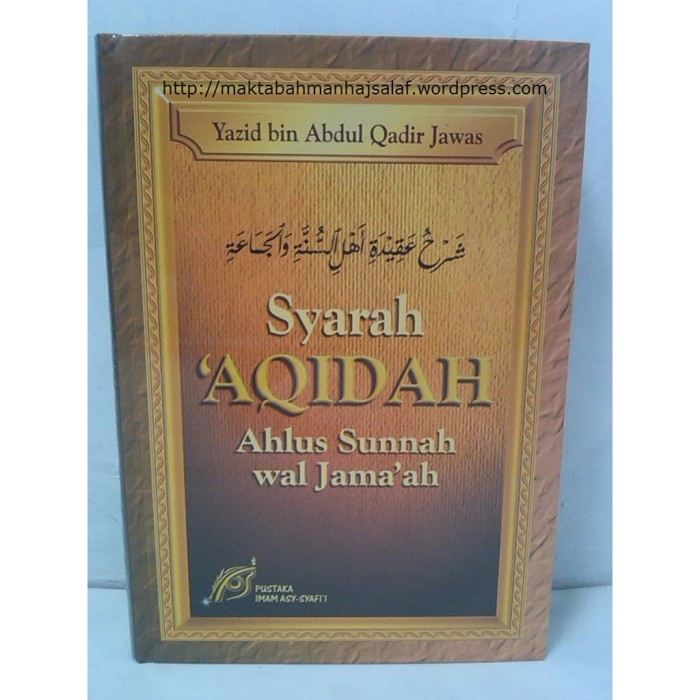 http://maktabahmanhajsalaf.wordpress.com
Yazid bin Abdul Qadir Jawas
شَرْحُ عَقِيْدَةِ أَهْلِ السُّنَّةِ وَالْجَمَاعَةِ
Syarah
‘AQIDAH
Ahlus Sunnah
wal Jama’ah
PUSTAKA
IMAM ASY-SYAFI'I